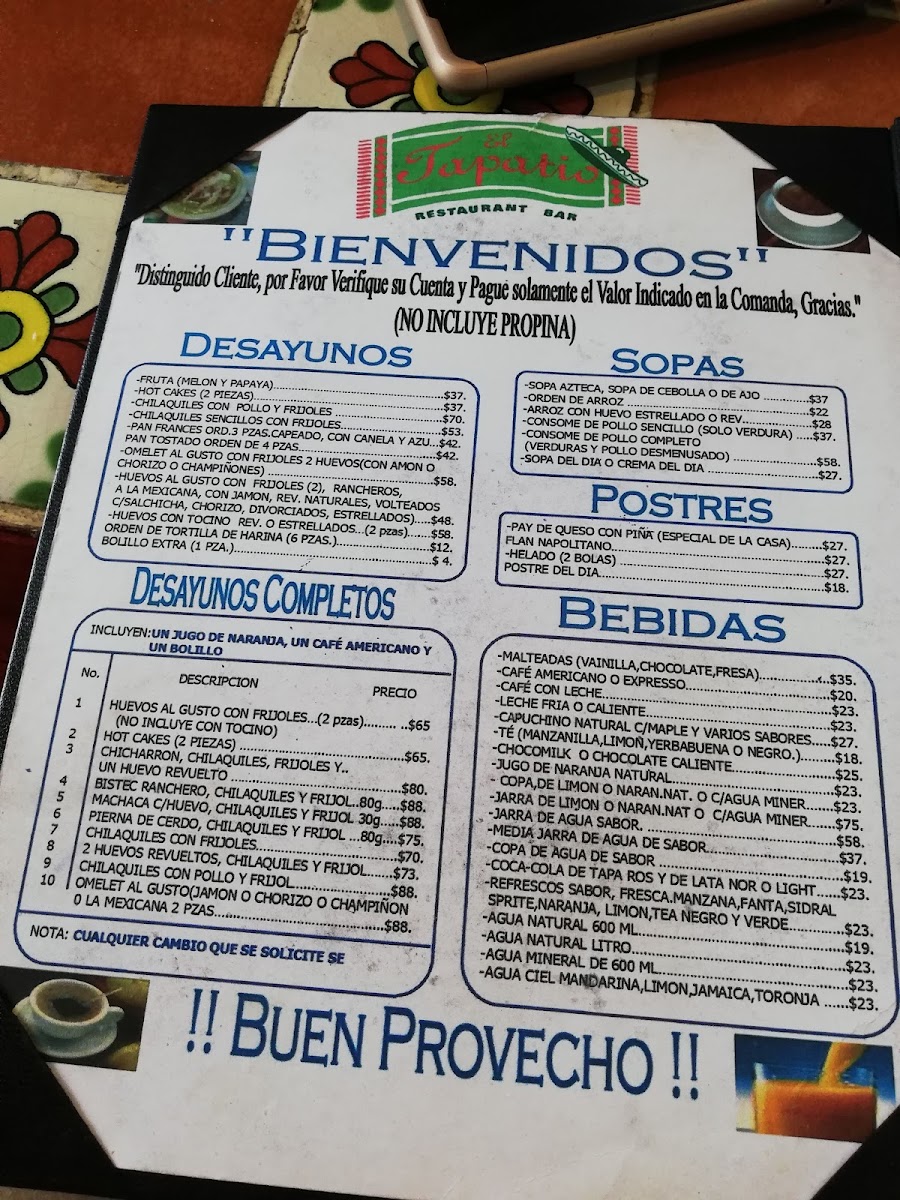 El
Tapatio
RESTAURANT BAR
"BIENVENIDOS"
"Distinguido Cliente, por Favor Verifique su Cuenta y Pague solamente el Valor Indicado en la Comanda, Gracias."
(NO INCLUYE PROPINA)
DESAYUNOS
-FRUTA (MELON Y PAPAYA)....$37.
-HOT CAKES (2 PIEZAS)....$37.
-CHILAQUILES CON POLLO Y FRIJOLES ....$70.
-CHILAQUILES SENCILLOS CON FRIJOLES....$53.
-PAN FRANCES ORD.3 PZAS.CAPEADO, CON CANELA Y AZU...$42.
PAN TOSTADO ORDEN DE 4 PZAS....$42.
-OMELET AL GUSTO CON FRIJOLES 2 HUEVOS(CON AMON O
CHORIZO O CHAMPIÑONES) ....$58.
-HUEVOS AL GUSTO CON FRIJOLES (2), RANCHEROS,
A LA MEXICANA, CON JAMON, REV. NATURALES, VOLTEADOS
C/SALCHICHA, CHORIZO, DIVORCIADOS, ESTRELLADOS)....$48.
-HUEVOS CON TOCINO REV. O ESTRELLADOS...(2 pzas)....$58.
ORDEN DE TORTILLA DE HARINA (6 PZAS.)....$12.
BOLILLO EXTRA (1 PZA.)....$ 4.
SOPAS
-SOPA AZTECA, SOPA DE CEBOLLA O DE AJO ....$37
-ORDEN DE ARROZ ....$22
-ARROZ CON HUEVO ESTRELLADO O REV....$28
-CONSOME DE POLLO SENCILLO (SOLO VERDURA) ....$37.
-CONSOME DE POLLO COMPLETO
(VERDURAS Y POLLO DESMENUSADO) ....$58.
-SOPA DEL DIA O CREMA DEL DIA ....$27.
POSTRES
-PAY DE QUESO CON PIÑA (ESPECIAL DE LA CASA)....$27.
FLAN NAPOLITANO....$27.
-HELADO (2 BOLAS) ....$27.
POSTRE DEL DIA....$18.
DESAYUNOS COMPLETOS
INCLUYEN:UN JUGO DE NARANJA, UN CAFÉ AMERICANO Y
UN BOLILLO
No. DESCRIPCION PRECIO
1 HUEVOS AL GUSTO CON FRIJOLES...(2 pzas)....$65
(NO INCLUYE CON TOCINO)
2 HOT CAKES (2 PIEZAS) ....$65.
3 CHICHARRON, CHILAQUILES, FRIJOLES Y..
UN HUEVO REVUELTO ....$80.
4 BISTEC RANCHERO, CHILAQUILES Y FRIJOL..80g....$88.
5 MACHACA C/HUEVO, CHILAQUILES Y FRIJOL 30g....$88.
6 PIERNA DE CERDO, CHILAQUILES Y FRIJOL ...80g....$75.
7 CHILAQUILES CON FRIJOLES....$70.
8 2 HUEVOS REVUELTOS, CHILAQUILES Y FRIJOL....$73.
9 CHILAQUILES CON POLLO Y FRIJOL....$88.
10 OMELET AL GUSTO(JAMON O CHORIZO O CHAMPIÑON
O LA MEXICANA 2 PZAS....$88.
NOTA: CUALQUIER CAMBIO QUE SE SOLICITE SE
BEBIDAS
-MALTEADAS (VAINILLA,CHOCOLATE,FRESA)....$35.
-CAFÉ AMERICANO O EXPRESSO....$20.
-CAFÉ CON LECHE....$23.
-LECHE FRIA O CALIENTE....$23.
-CAPUCHINO NATURAL C/MAPLE Y VARIOS SABORES....$27.
-TÉ (MANZANILLA,LIMON,YERBABUENA O NEGRO.)....$18.
-CHOCOMILK O CHOCOLATE CALIENTE....$25.
-JUGO DE NARANJA NATURAL....$23.
- COPA,DE LIMON O NARAN.NAT. O C/AGUA MINER....$23.
-JARRA DE LIMON O NARAN.NAT O C/AGUA MINER....$75.
-JARRA DE AGUA SABOR....$58.
-MEDIA JARRA DE AGUA DE SABOR....$37.
-COPA DE AGUA DE SABOR ....$19.
-COCA-COLA DE TAPA ROS Y DE LATA NOR O LIGHT....$23.
-REFRESCOS SABOR, FRESCA.MANZANA,FANTA,SIDRAL
SPRITE,NARANJA, LIMON,TEA NEGRO Y VERDE....$23.
-AGUA NATURAL 600 ML....$19.
-AGUA NATURAL LITRO....$23.
-AGUA MINERAL DE 600 ML....$23.
-AGUA CIEL MANDARINA,LIMON,JAMAICA,TORONJA ....$23.
!! BUEN PROVECHO !!